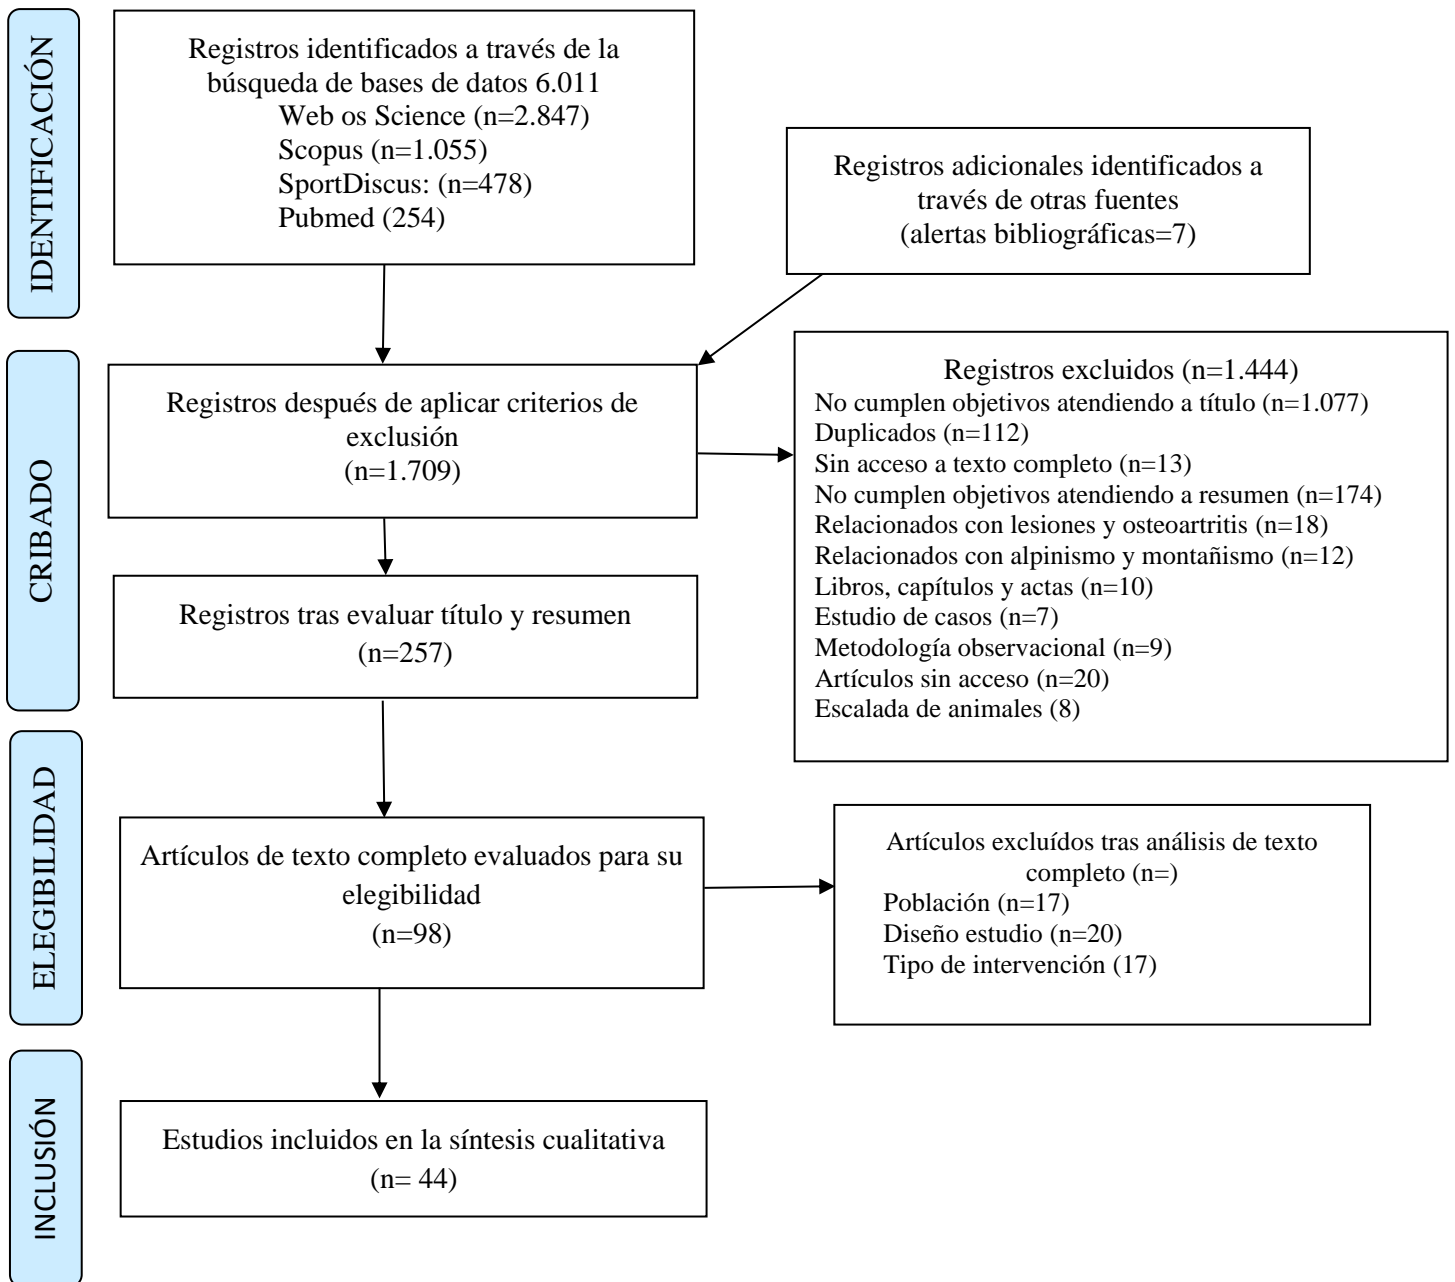 IDENTIFICACIÓN
Registros identificados a través de la
búsqueda de bases de datos 6.011
Web os Science (n=2.847)
Scopus (n=1.055)
SportDiscus: (n=478)
Pubmed (254)
Registros adicionales identificados a
través de otras fuentes
(alertas bibliográficas=7)
CRIBADO
Registros después de aplicar criterios de
exclusión
(n=1.709)
Registros excluidos (n=1.444)
No cumplen objetivos atendiendo a título (n=1.077)
Duplicados (n=112)
Sin acceso a texto completo (n=13)
No cumplen objetivos atendiendo a resumen (n=174)
Relacionados con lesiones y osteoartritis (n=18)
Relacionados con alpinismo y montañismo (n=12)
Libros, capítulos y actas (n=10)
Estudio de casos (n=7)
Metodología observacional (n=9)
Artículos sin acceso (n=20)
Escalada de animales (8)
Registros tras evaluar título y resumen
(n=257)
ELEGIBILIDAD
Artículos de texto completo evaluados para su
elegibilidad
(n=98)
Artículos excluídos tras análisis de texto
completo (n=)
Población (n=17)
Diseño estudio (n=20)
Tipo de intervención (17)
INCLUSIÓN
Estudios incluidos en la síntesis cualitativa
(n= 44)